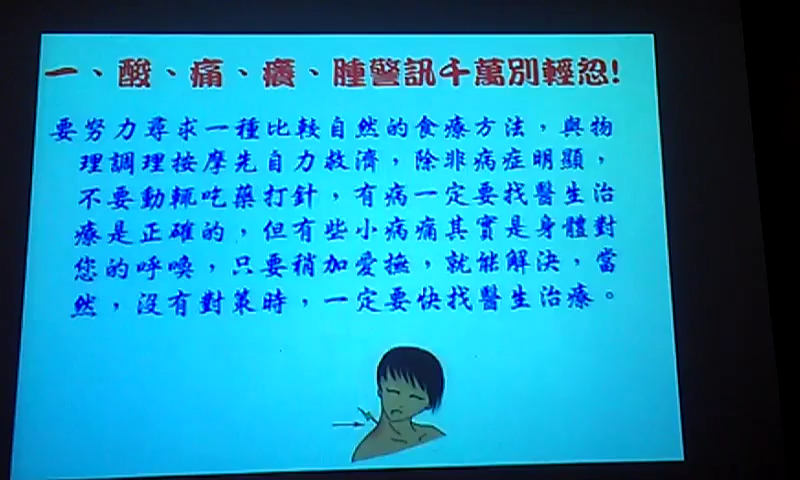 一、酸、痛、癢、腫警訊千萬別輕忽!
要努力尋求一種比較自然的食療方法，與物
理調理按摩先自力救濟，除非病症明顯，
不要動輒吃藥打針，有病一定要找醫生治
療是正確的，但有些小病痛其實是身體對
您的呼喚，只要稍加愛撫，就能解決，當
然，沒有對策時，一定要快找醫生治療。